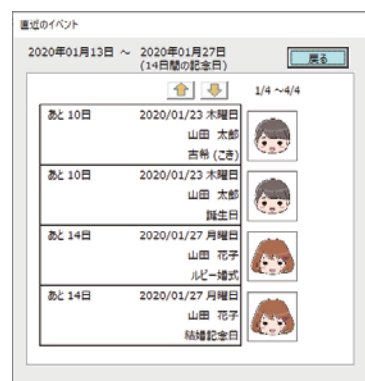 直近のイベント
2020年01月13日 ～ 2020年01月27日
(14日間の記念日)
戻る
1/4 ～4/4
あと 10日 2020/01/23 木曜日
山田 太郎
古希 (こき)
あと 10日 2020/01/23 木曜日
山田 太郎
誕生日
あと 14日 2020/01/27 月曜日
山田 花子
ルビー婚式
あと 14日 2020/01/27 月曜日
山田 花子
結婚記念日